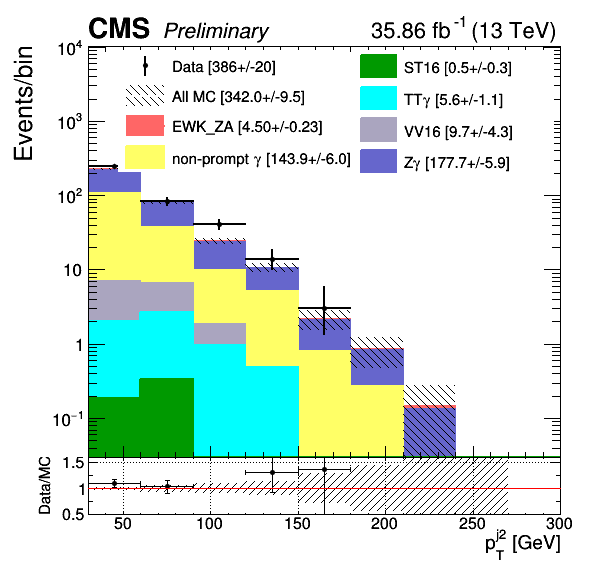 CMS Preliminary 35.86 fb⁻¹ (13 TeV)
Events/bin
Data [386+/-20]
All MC [342.0+/-9.5]
EWK_ZA [4.50+/-0.23]
non-prompt γ [143.9+/-6.0]
ST16 [0.5+/-0.3]
TTγ [5.6+/-1.1]
VV16 [9.7+/-4.3]
Zγ [177.7+/-5.9]
10⁴
10³
10²
10
1
10⁻¹
Data/MC
1.5
1
0.5
50 100 150 200 250 300
p_T^j2 [GeV]